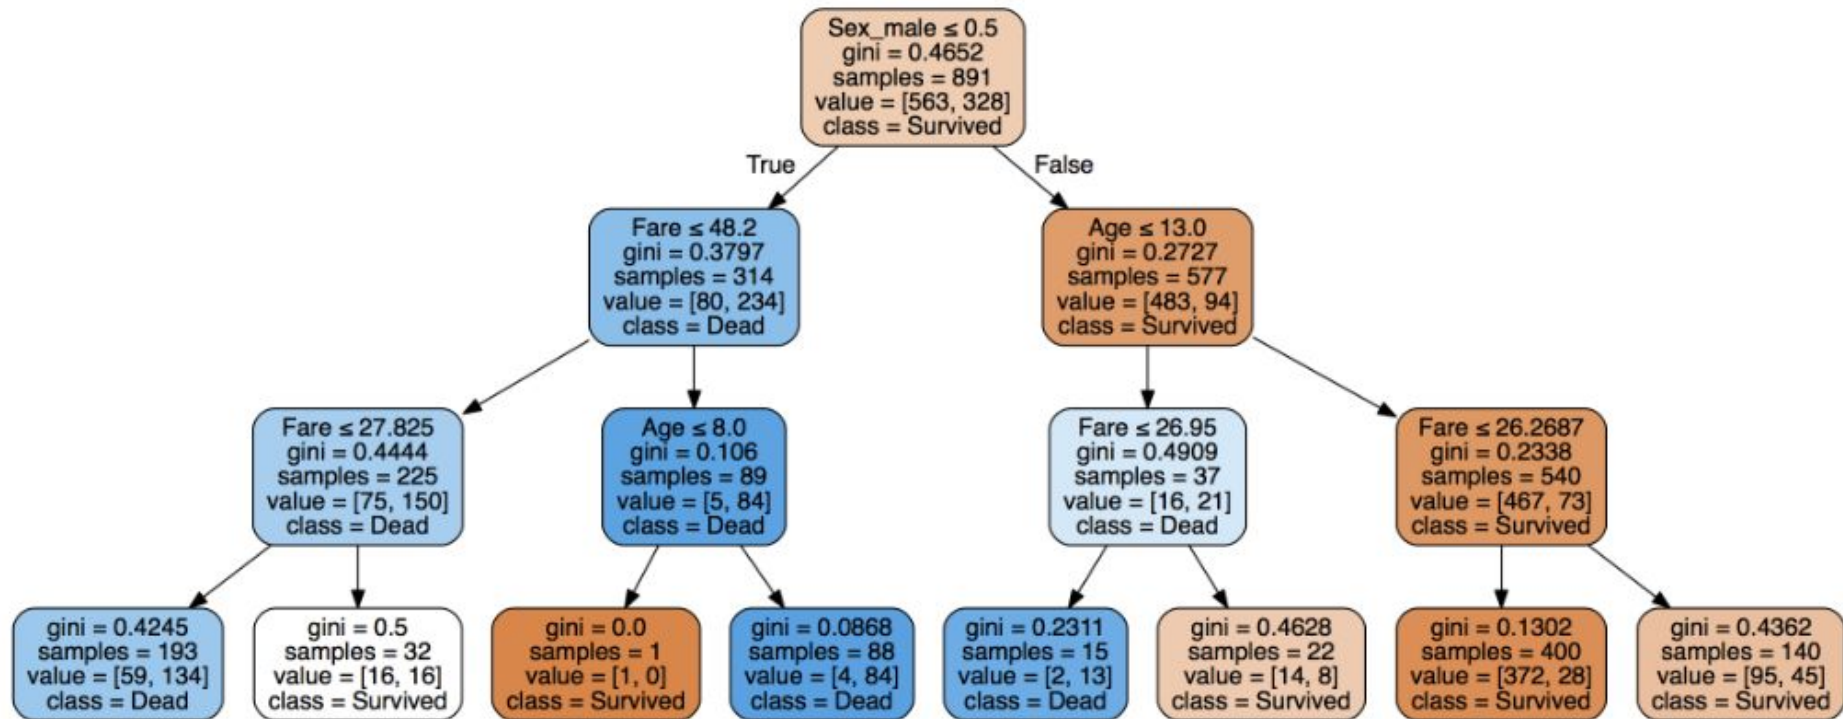 Sex_male ≤ 0.5
gini = 0.4652
samples = 891
value = [563, 328]
class = Survived
True
False
Fare ≤ 48.2
gini = 0.3797
samples = 314
value = [80, 234]
class = Dead
Age ≤ 13.0
gini = 0.2727
samples = 577
value = [483, 94]
class = Survived
Fare ≤ 27.825
gini = 0.4444
samples = 225
value = [75, 150]
class = Dead
Age ≤ 8.0
gini = 0.106
samples = 89
value = [5, 84]
class = Dead
Fare ≤ 26.95
gini = 0.4909
samples = 37
value = [16, 21]
class = Dead
Fare ≤ 26.2687
gini = 0.2338
samples = 540
value = [467, 73]
class = Survived
gini = 0.4245
samples = 193
value = [59, 134]
class = Dead
gini = 0.5
samples = 32
value = [16, 16]
class = Survived
gini = 0.0
samples = 1
value = [1, 0]
class = Survived
gini = 0.0868
samples = 88
value = [4, 84]
class = Dead
gini = 0.2311
samples = 15
value = [2, 13]
class = Dead
gini = 0.4628
samples = 22
value = [14, 8]
class = Survived
gini = 0.1302
samples = 400
value = [372, 28]
class = Survived
gini = 0.4362
samples = 140
value = [95, 45]
class = Survived